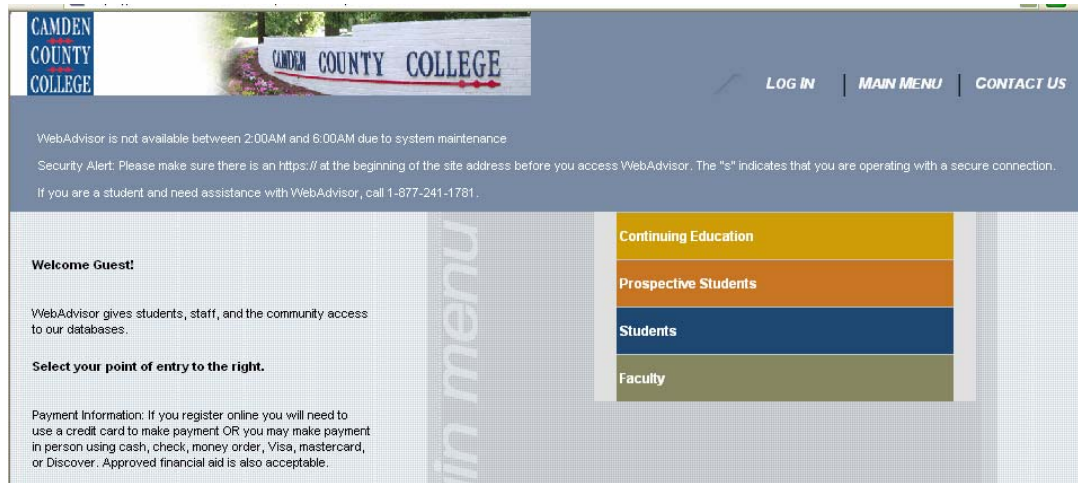 CAMDEN
COUNTY
COLLEGE
CAMDEN COUNTY COLLEGE
LOG IN
MAIN MENU
CONTACT US
WebAdvisor is not available between 2:00AM and 6:00AM due to system maintenance
Security Alert: Please make sure there is an https:// at the beginning of the site address before you access WebAdvisor. The "s" indicates that you are operating with a secure connection.
If you are a student and need assistance with WebAdvisor, call 1-877-241-1781.
Welcome Guest!
WebAdvisor gives students, staff, and the community access
to our databases.
Select your point of entry to the right.
Payment Information: If you register online you will need to
use a credit card to make payment OR you may make payment
in person using cash, check, money order, Visa, mastercard,
or Discover. Approved financial aid is also acceptable.
menu
Continuing Education
Prospective Students
Students
Faculty